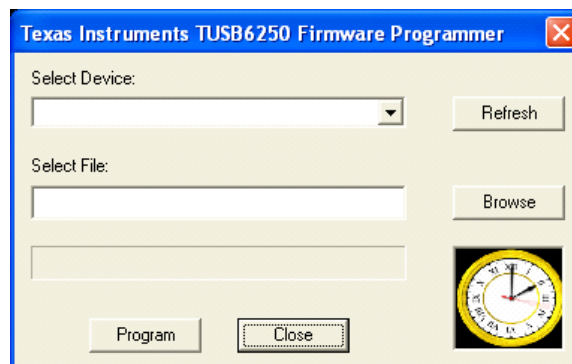 Texas Instruments TUSB6250 Firmware Programmer
Select Device:
Refresh
Select File:
Browse
Program
Close